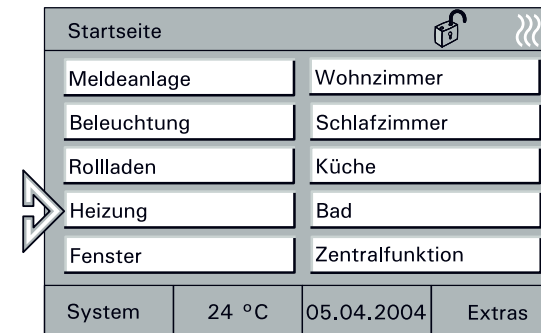 Startseite
Meldeanlage Wohnzimmer
Beleuchtung Schlafzimmer
Rollladen Küche
Heizung Bad
Fenster Zentralfunktion
System 24 °C 05.04.2004 Extras